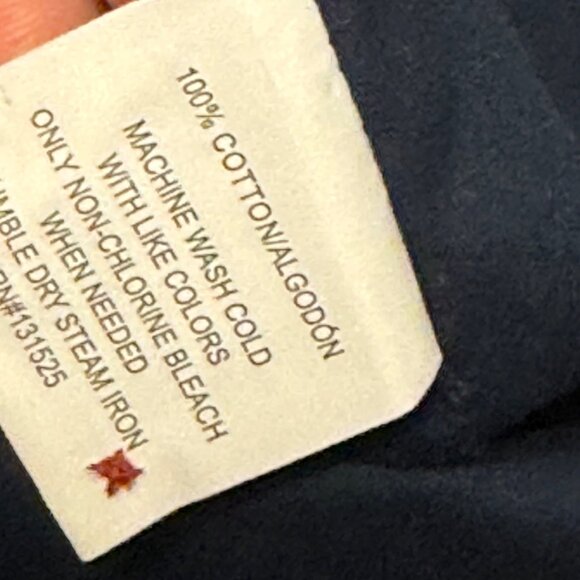 100% COTTON/ALGODÓN
MACHINE WASH COLD
WITH LIKE COLORS
ONLY NON-CHLORINE BLEACH
WHEN NEEDED
DRY STEAM IRON